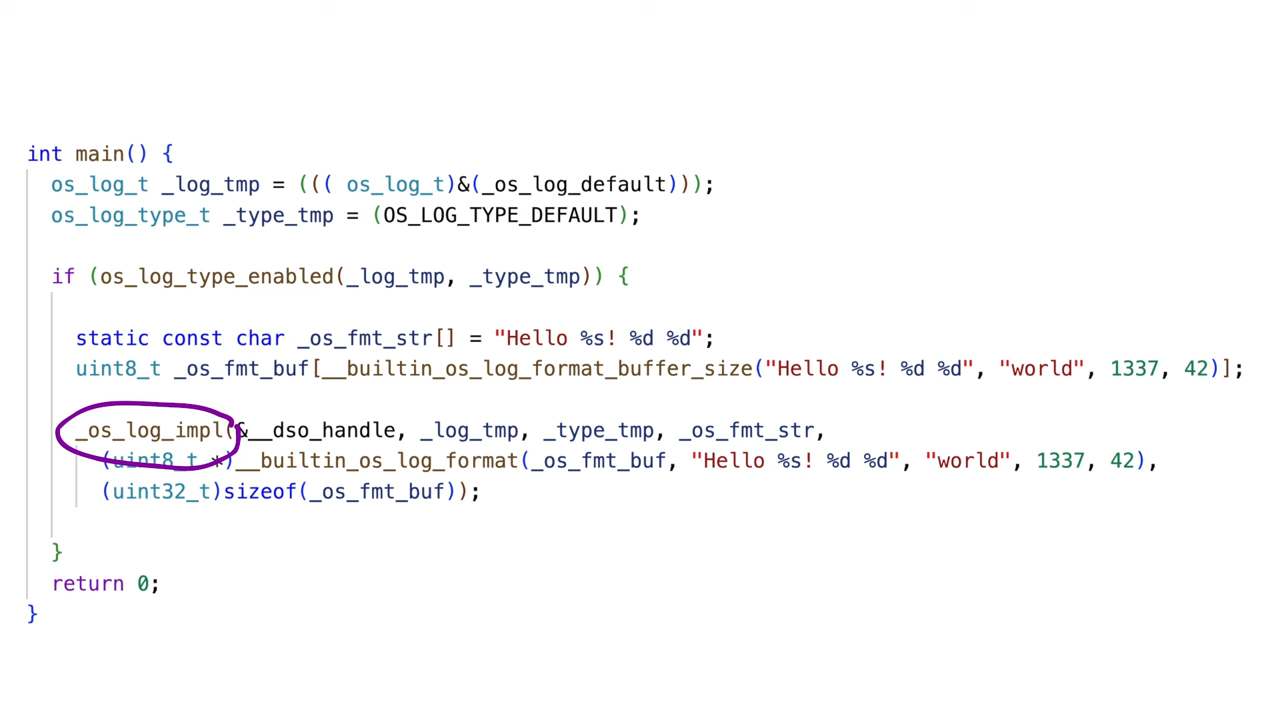 int main() {
os_log_t _log_tmp = ((( os_log_t)&(_os_log_default)));
os_log_type_t _type_tmp = (OS_LOG_TYPE_DEFAULT);
if (os_log_type_enabled(_log_tmp, _type_tmp)) {
static const char _os_fmt_str[] = "Hello %s! %d %d";
uint8_t _os_fmt_buf[__builtin_os_log_format_buffer_size("Hello %s! %d %d", "world", 1337, 42)];
_os_log_impl(&__dso_handle, _log_tmp, _type_tmp, _os_fmt_str,
(uint8_t *)__builtin_os_log_format(_os_fmt_buf, "Hello %s! %d %d", "world", 1337, 42),
(uint32_t)sizeof(_os_fmt_buf));
}
return 0;
}